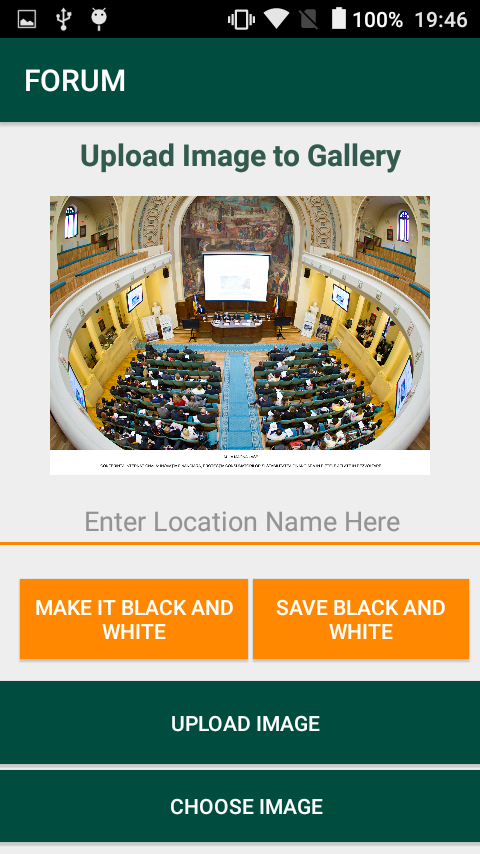 100% 19:46
FORUM
Upload Image to Gallery
Enter Location Name Here
MAKE IT BLACK AND
WHITE
SAVE BLACK AND
WHITE
UPLOAD IMAGE
CHOOSE IMAGE